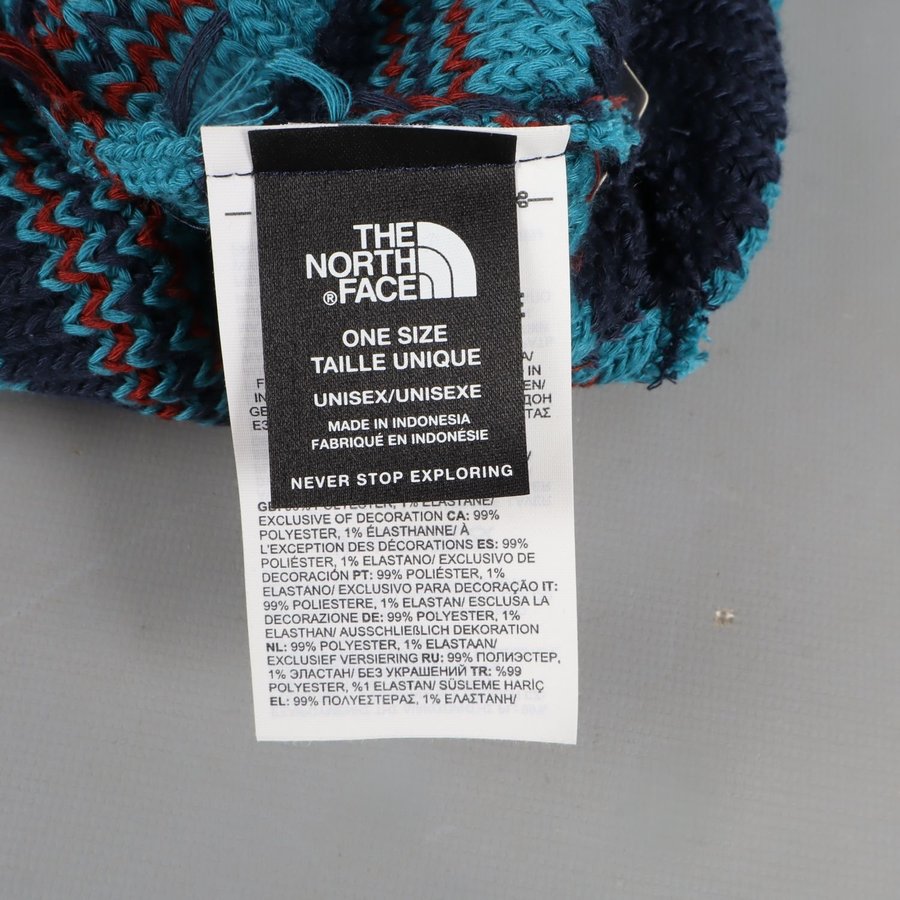 THE
NORTH
® FACE
ONE SIZE
TAILLE UNIQUE
UNISEX/UNISEXE
MADE IN INDONESIA
FABRIQUÉ EN INDONÉSIE
NEVER STOP EXPLORING
EXCLUSIVE OF DECORATION CA: 99%
POLYESTER, 1% ÉLASTHANNE/ À
L'EXCEPTION DES DÉCORATIONS ES: 99%
POLIÉSTER, 1% ELASTANO/ EXCLUSIVO DE
DECORACIÓN PT: 99% POLIÉSTER, 1%
ELASTANO/ EXCLUSIVO PARA DECORAÇÃO IT:
99% POLIESTERE, 1% ELASTAN/ ESCLUSA LA
DECORAZIONE DE: 99% POLYESTER, 1%
ELASTHAN/ AUSSCHLIEßLICH DEKORATION
NL: 99% POLYESTER, 1% ELASTAAN/
EXCLUSIEF VERSIERING RU: 99% ПОЛИЭСТЕР,
1% ЭЛАСТАН/ БЕЗ УКРАШЕНИЙ TR: %99
POLYESTER, %1 ELASTAN/ SÜSLEME HARİÇ
EL: 99% ΠΟΛΥΕΣΤΕΡΑΣ, 1% ΕΛΑΣΤΑΝΗ/